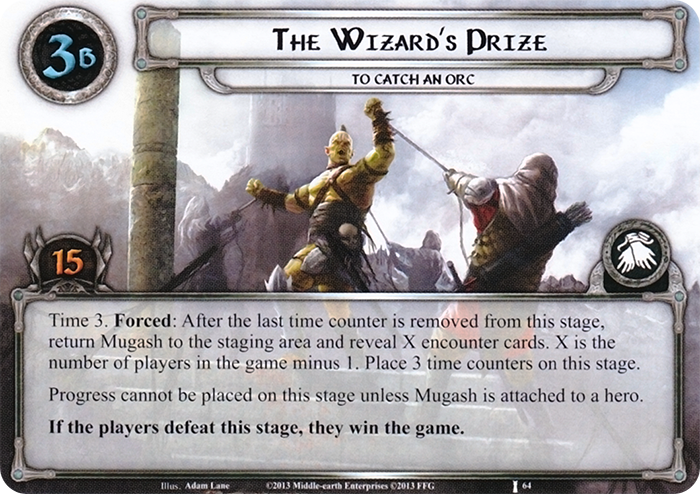 3B
THE WIZARD'S PRIZE
TO CATCH AN ORC
15
Time 3. Forced: After the last time counter is removed from this stage,
return Mugash to the staging area and reveal X encounter cards. X is the
number of players in the game minus 1. Place 3 time counters on this stage.
Progress cannot be placed on this stage unless Mugash is attached to a hero.
If the players defeat this stage, they win the game.
Illus. Adam Lane ©2013 Middle-earth Enterprises ©2013 FFG 64